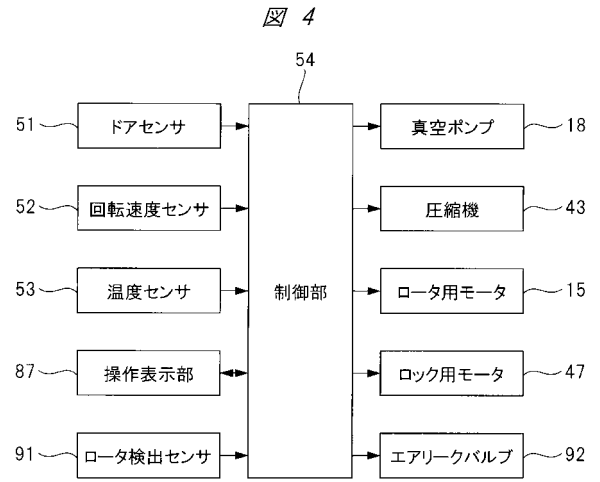 図 4
54
51 ドアセンサ 真空ポンプ 18
52 回転速度センサ 圧縮機 43
53 温度センサ 制御部 ロータ用モータ 15
87 操作表示部 ロック用モータ 47
91 ロータ検出センサ エアリークバルブ 92